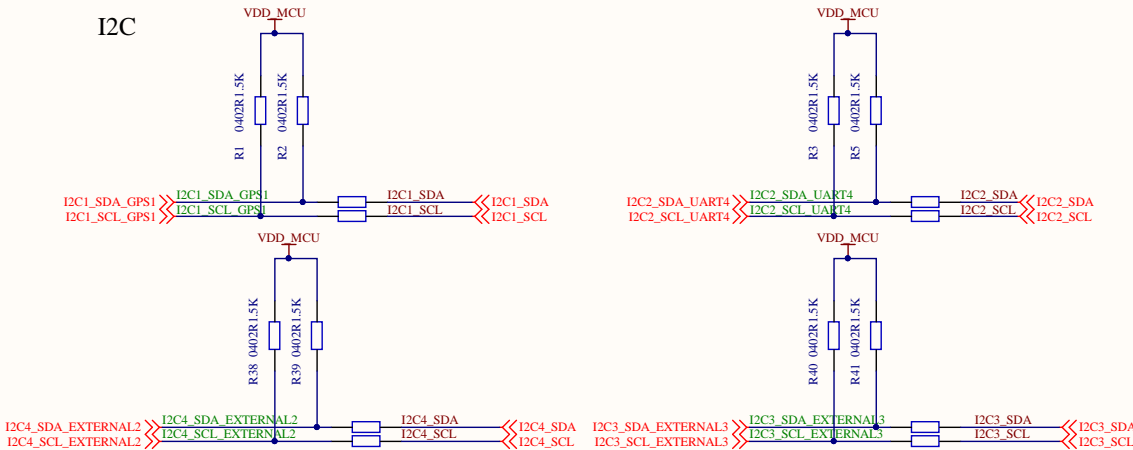 I2C
VDD_MCU
R1 0402R1.5K
R2 0402R1.5K
I2C1_SDA_GPS1 I2C1_SDA_GPS1 I2C1_SDA I2C1_SDA
I2C1_SCL_GPS1 I2C1_SCL_GPS1 I2C1_SCL I2C1_SCL
VDD_MCU
R3 0402R1.5K
R5 0402R1.5K
I2C2_SDA_UART4 I2C2_SDA_UART4 I2C2_SDA I2C2_SDA
I2C2_SCL_UART4 I2C2_SCL_UART4 I2C2_SCL I2C2_SCL
VDD_MCU
R38 0402R1.5K
R39 0402R1.5K
I2C4_SDA_EXTERNAL2 I2C4_SDA_EXTERNAL2 I2C4_SDA I2C4_SDA
I2C4_SCL_EXTERNAL2 I2C4_SCL_EXTERNAL2 I2C4_SCL I2C4_SCL
VDD_MCU
R40 0402R1.5K
R41 0402R1.5K
I2C3_SDA_EXTERNAL3 I2C3_SDA_EXTERNAL3 I2C3_SDA I2C3_SDA
I2C3_SCL_EXTERNAL3 I2C3_SCL_EXTERNAL3 I2C3_SCL I2C3_SCL